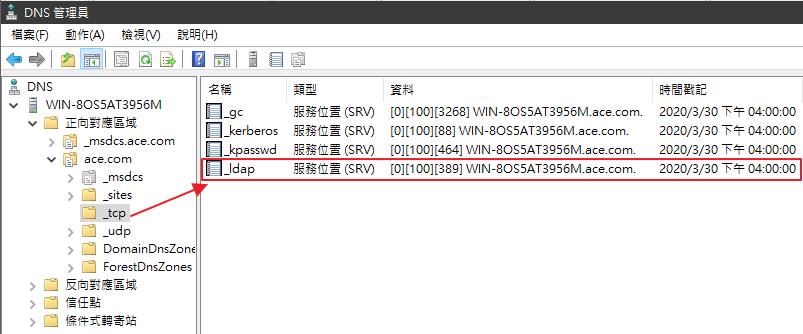 DNS 管理員
檔案(F) 動作(A) 檢視(V) 說明(H)
DNS
WIN-8OS5AT3956M
正向對應區域
_msdcs.ace.com
ace.com
_msdcs
_sites
_tcp
_udp
DomainDnsZone
ForestDnsZones
反向對應區域
信任點
條件式轉寄站
名稱 類型 資料 時間戳記
_gc 服務位置 (SRV) [0][100][3268] WIN-8OS5AT3956M.ace.com. 2020/3/30 下午 04:00:00
_kerberos 服務位置 (SRV) [0][100][88] WIN-8OS5AT3956M.ace.com. 2020/3/30 下午 04:00:00
_kpasswd 服務位置 (SRV) [0][100][464] WIN-8OS5AT3956M.ace.com. 2020/3/30 下午 04:00:00
_ldap 服務位置 (SRV) [0][100][389] WIN-8OS5AT3956M.ace.com. 2020/3/30 下午 04:00:00